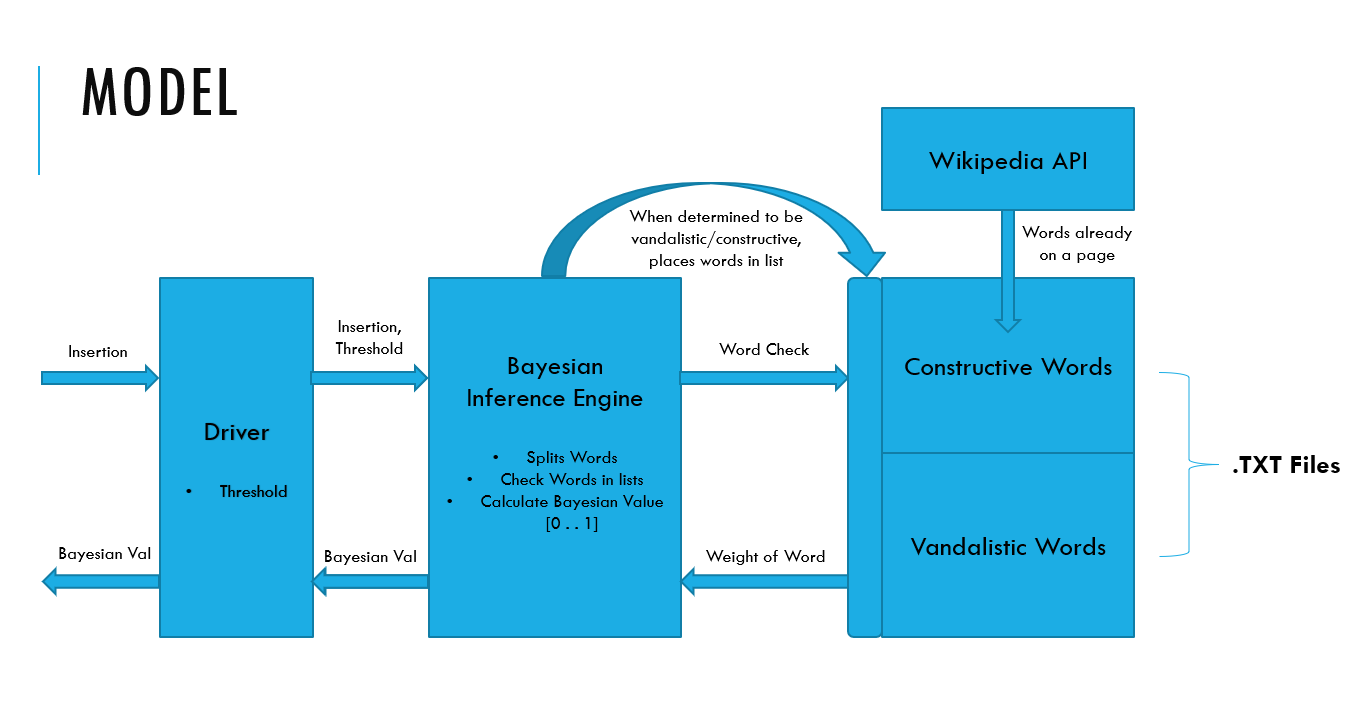 MODEL
Wikipedia API
When determined to be
vandalistic/constructive,
places words in list
Words already
on a page
Insertion
Insertion,
Threshold
Word Check
Bayesian
Inference Engine
Constructive Words
Driver
• Threshold
• Splits Words
• Check Words in lists
• Calculate Bayesian Value
[0 . . 1]
.TXT Files
Vandalistic Words
Bayesian Val
Bayesian Val
Weight of Word